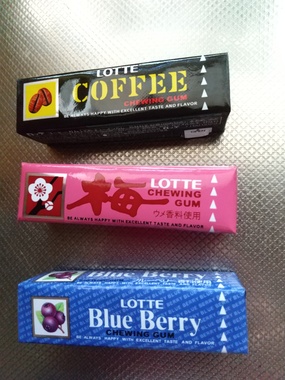 LOTTE
COFFEE
CHEWING GUM
BE ALWAYS HAPPY WITH EXCELLENT TASTE AND FLAVOR
梅
LOTTE
CHEWING
GUM
ウメ香料使用
BE ALWAYS HAPPY WITH EXCELLENT TASTE AND FLAVOR
Blue Berry
LOTTE
Blue Berry
CHEWING GUM
BE ALWAYS HAPPY WITH EXCELLENT TASTE AND FLAVOR